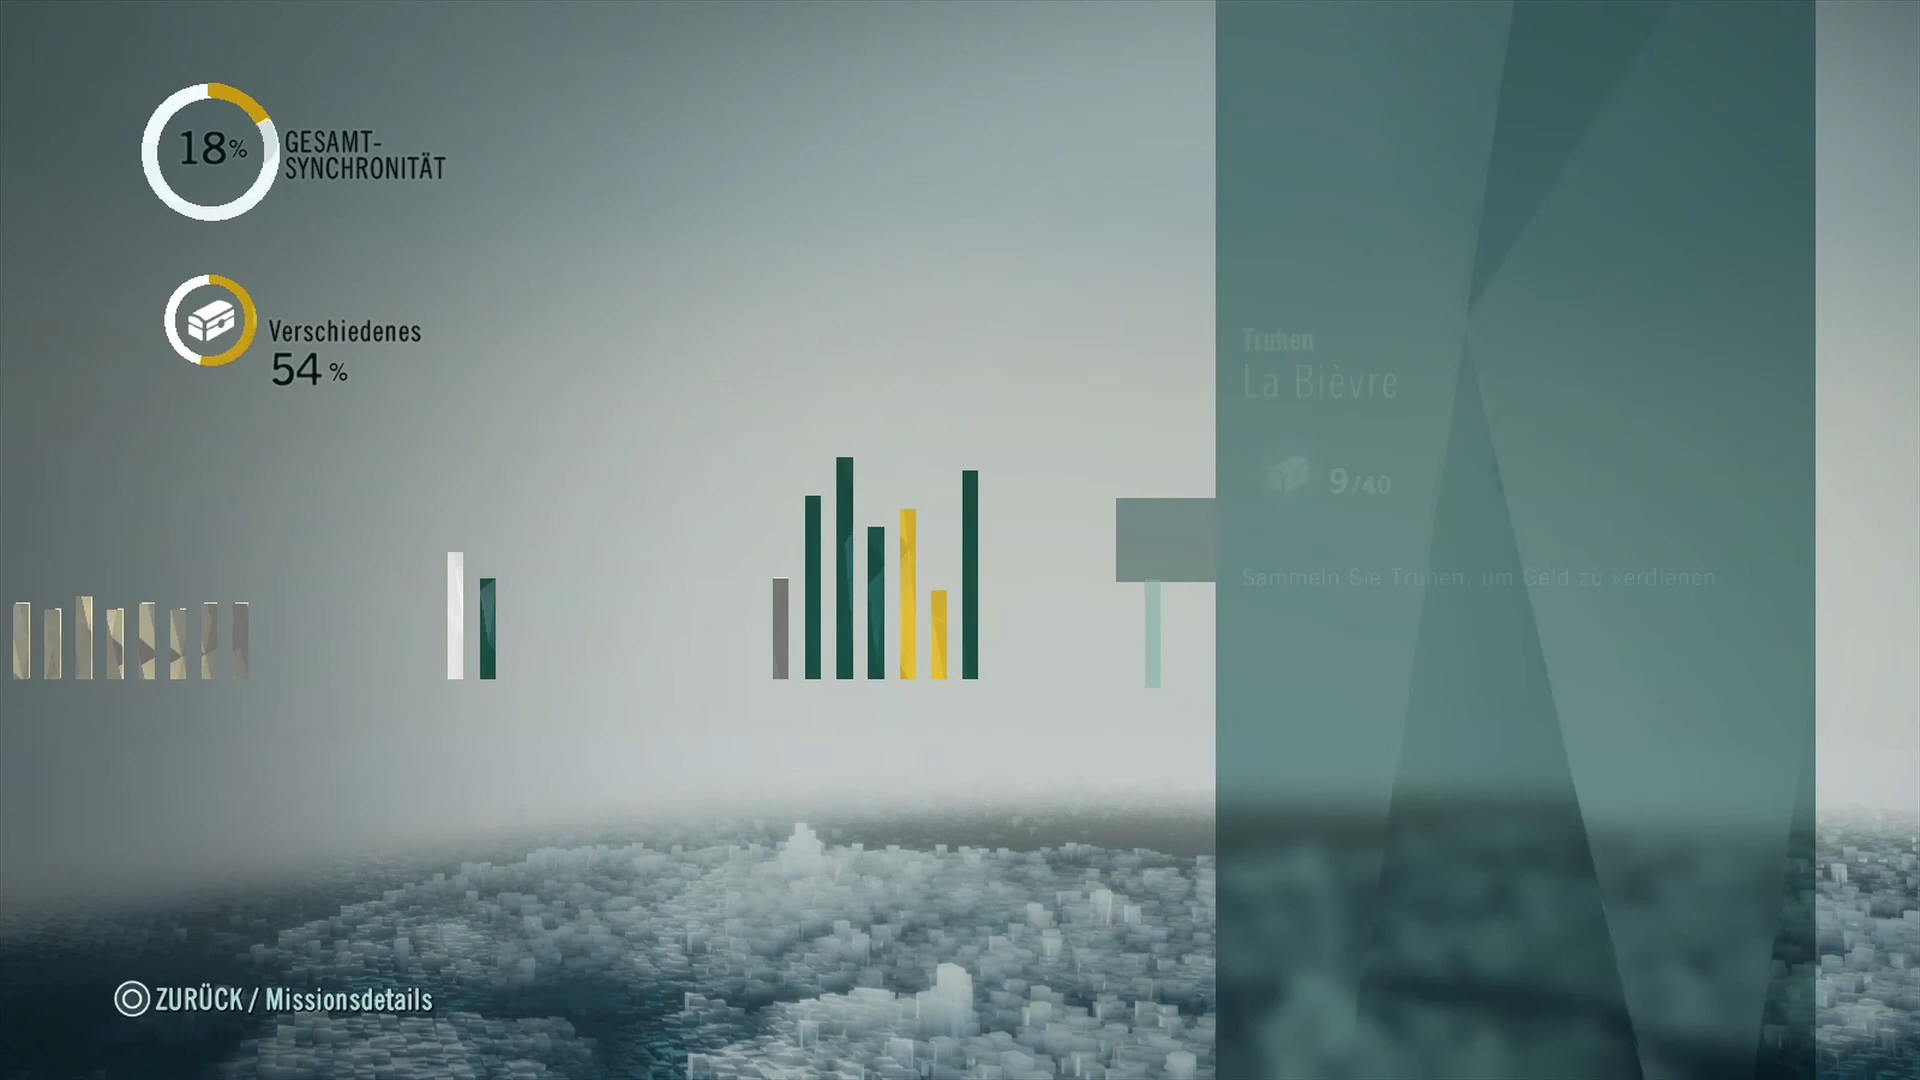 18%
GESAMT-
SYNCHRONITÄT
Verschiedenes
54 %
Truhen
La Bièvre
9/40
Sammeln Sie Truhen, um Geld zu verdienen
ZURÜCK / Missionsdetails